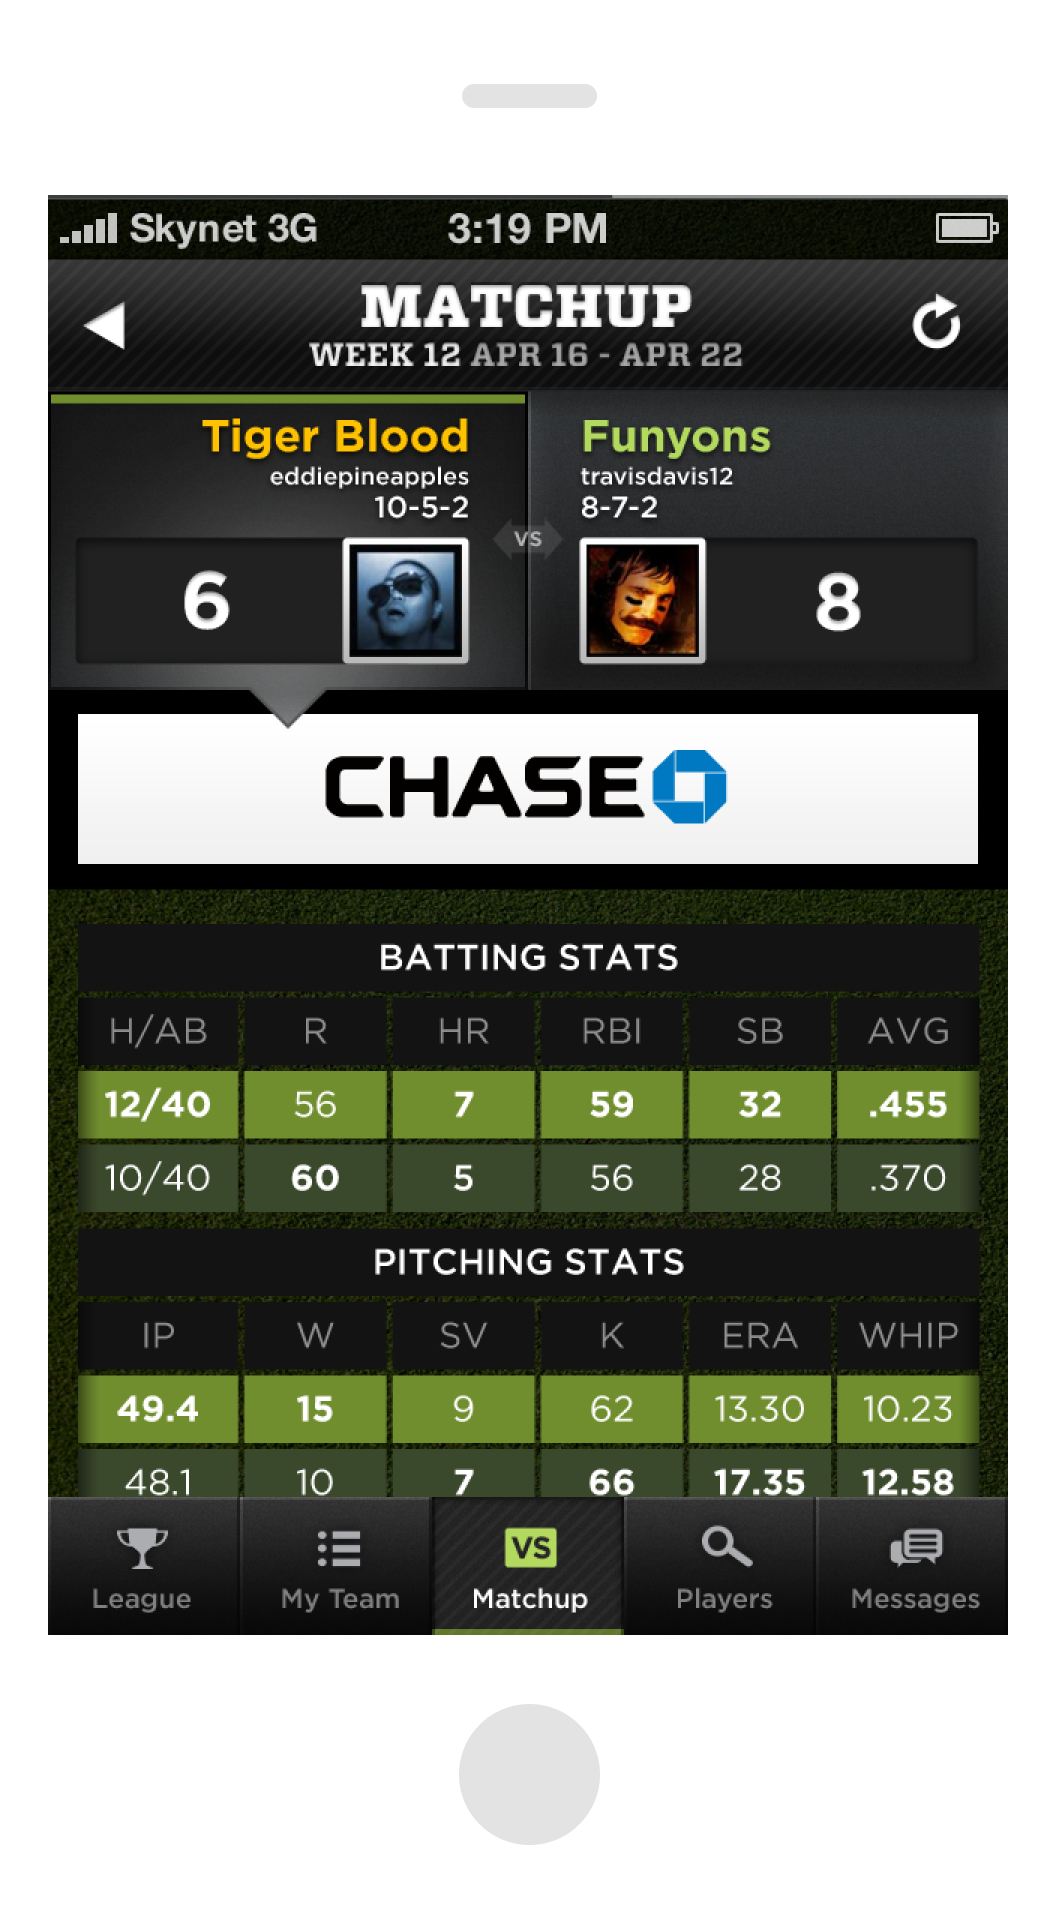 Skynet 3G 3:19 PM
MATCHUP
WEEK 12 APR 16 - APR 22
Tiger Blood
eddiepineapples
10-5-2
6
VS
Funyons
travisdavis12
8-7-2
8
CHASE
BATTING STATS
H/AB R HR RBI SB AVG
12/40 56 7 59 32 .455
10/40 60 5 56 28 .370
PITCHING STATS
IP W SV K ERA WHIP
49.4 15 9 62 13.30 10.23
48.1 10 7 66 17.35 12.58
VS
League My Team Matchup Players Messages